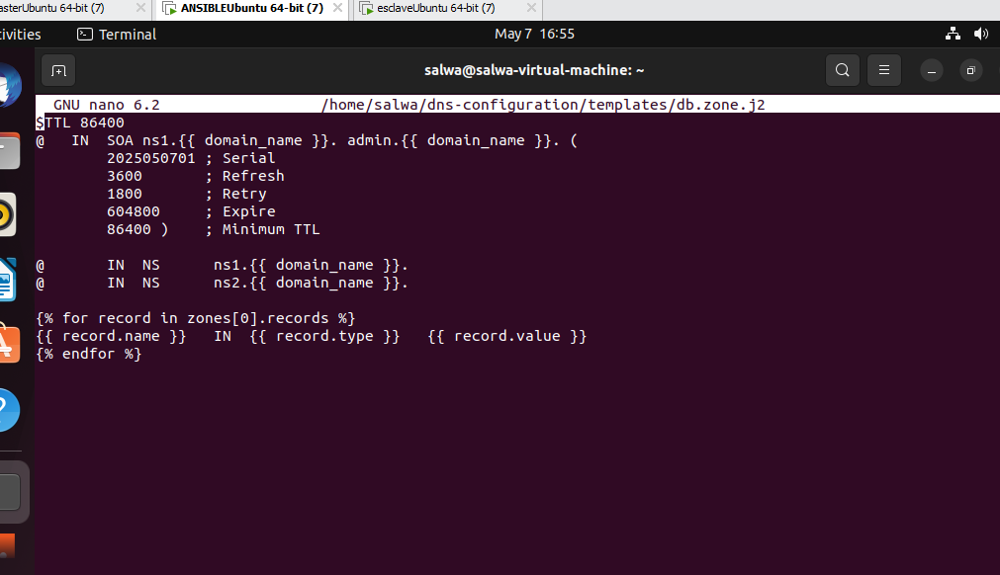 asterUbuntu 64-bit (7)
ANSIBLEUbuntu 64-bit (7)
esclaveUbuntu 64-bit (7)
ivities
Terminal
May 7 16:55
salwa@salwa-virtual-machine: ~
GNU nano 6.2 /home/salwa/dns-configuration/templates/db.zone.j2
$TTL 86400
@ IN SOA ns1.{{ domain_name }}. admin.{{ domain_name }}. (
2025050701 ; Serial
3600 ; Refresh
1800 ; Retry
604800 ; Expire
86400 ) ; Minimum TTL
@ IN NS ns1.{{ domain_name }}.
@ IN NS ns2.{{ domain_name }}.
{% for record in zones[0].records %}
{{ record.name }} IN {{ record.type }} {{ record.value }}
{% endfor %}